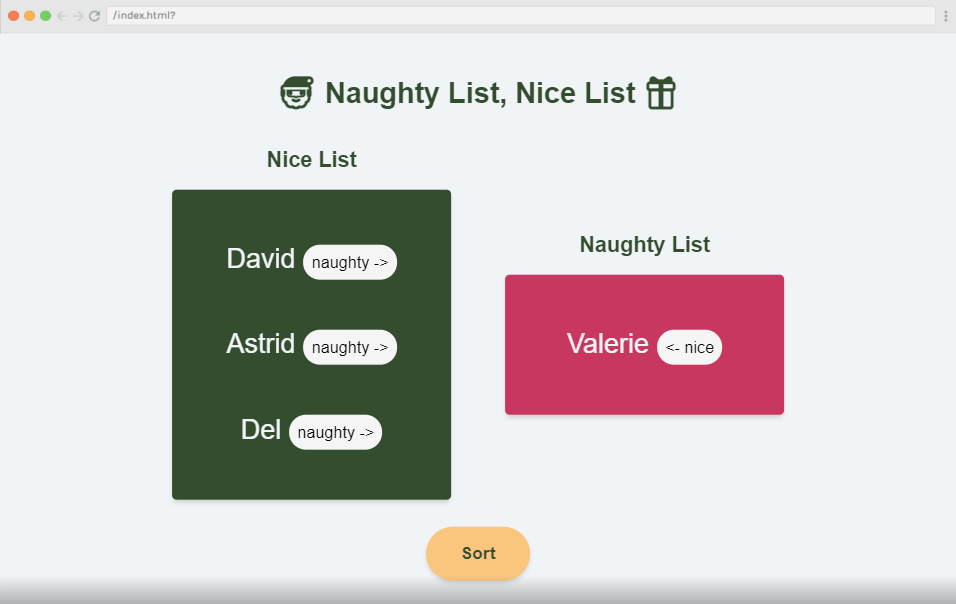 /index.html?
Naughty List, Nice List
Nice List
David naughty ->
Astrid naughty ->
Del naughty ->
Naughty List
Valerie <- nice
Sort